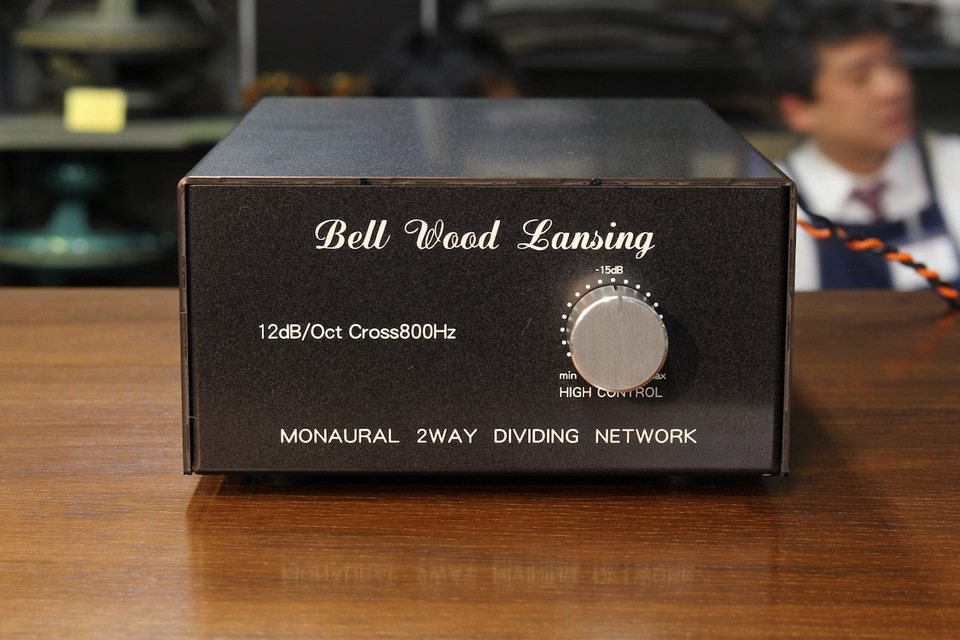 Bell Wood Lansing
-15dB
12dB/Oct Cross800Hz
min
HIGH CONTROL
MONAURAL 2WAY DIVIDING NETWORK